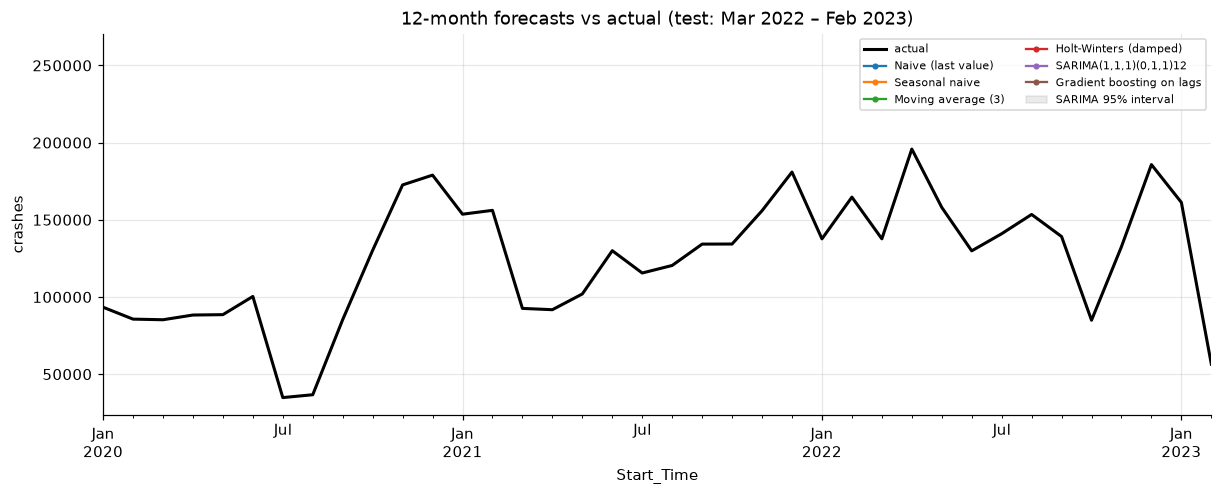 12-month forecasts vs actual (test: Mar 2022 – Feb 2023)
actual
Naive (last value)
Seasonal naive
Moving average (3)
Holt-Winters (damped)
SARIMA(1,1,1)(0,1,1)12
Gradient boosting on lags
SARIMA 95% interval
250000
200000
150000
100000
50000
crashes
Jan
2020
Jul
Jan
2021
Jul
Jan
2022
Jul
Jan
2023
Start_Time